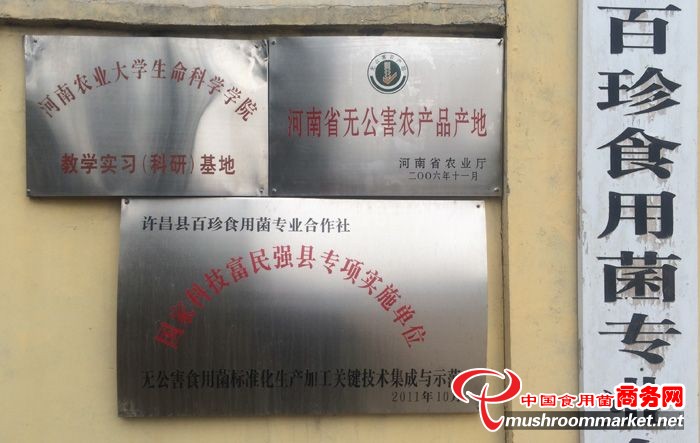 河南农业大学生命科学学院
教学实习(科研)基地
河南省无公害农产品产地
河南省农业厅
二〇〇六年十一月
许昌县百珍食用菌专业合作社
国家科技富民强县专项实施单位
无公害食用菌标准化生产加工关键技术集成与示范
2011年10
百珍食用菌专业
中国食用菌商务网
mushroommarket.net